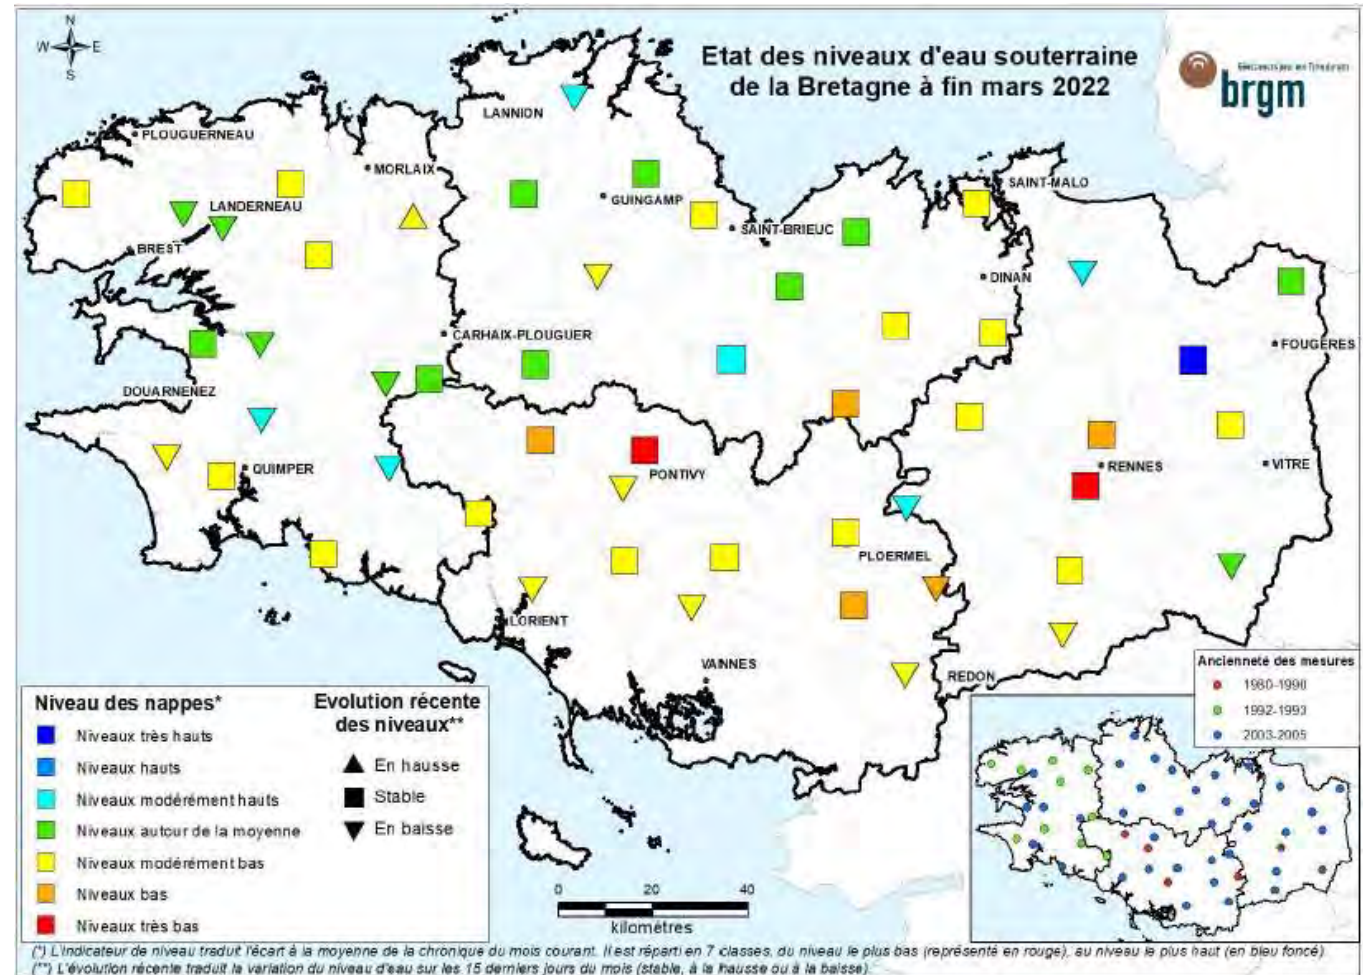 N
W E
S
Etat des niveaux d'eau souterraine
de la Bretagne à fin mars 2022
brgm
LANNION
PLOUGUERNEAU
MORLAIX
SAINT-MALO
GUINGAMP
LANDERNEAU
SAINT-BRIEUC
BREST
DINAN
CARHAIX-PLOUGUER
FOUGERES
DOUARNENEZ
QUIMPER
PONTIVY
RENNES
VITRE
PLOERMEL
LORIENT
VANNES
REDON
Niveau des nappes*
Niveaux très hauts
Niveaux hauts
Niveaux modérément hauts
Niveaux autour de la moyenne
Niveaux modérément bas
Niveaux bas
Niveaux très bas
Evolution récente
des niveaux**
En hausse
Stable
En baisse
0 20 40
kilomètres
Ancienneté des mesures
1980-1990
1992-1993
2003-2005
(*) L'indicateur de niveau traduit l'écart à la moyenne de la chronique du mois courant. Il est réparti en 7 classes, du niveau le plus bas (représenté en rouge), au niveau le plus haut (en bleu foncé).
(**) L'évolution récente traduit la variation du niveau d'eau sur les 15 derniers jours du mois (stable, à la hausse ou à la baisse).